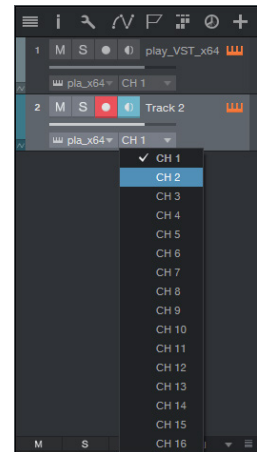 1 M S play_VST_x64
pla_x64 CH 1
2 M S Track 2
pla_x64 CH 1
CH 1
CH 2
CH 3
CH 4
CH 5
CH 6
CH 7
CH 8
CH 9
CH 10
CH 11
CH 12
CH 13
CH 14
CH 15
CH 16
M S